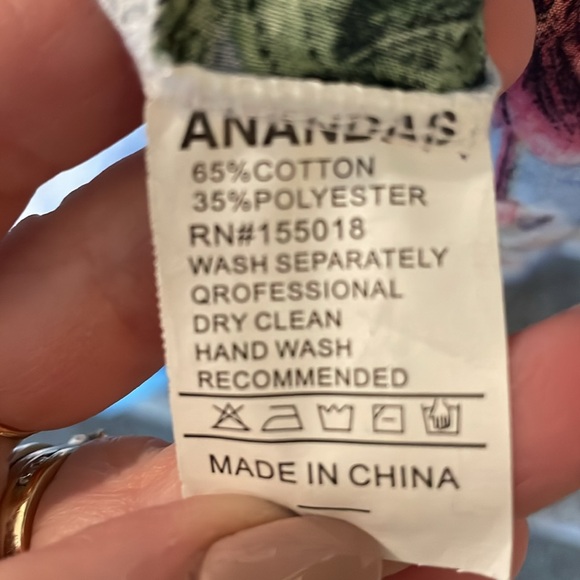 ANANDAS
65%COTTON
35%POLYESTER
RN#155018
WASH SEPARATELY
QROFESSIONAL
DRY CLEAN
HAND WASH
RECOMMENDED
MADE IN CHINA